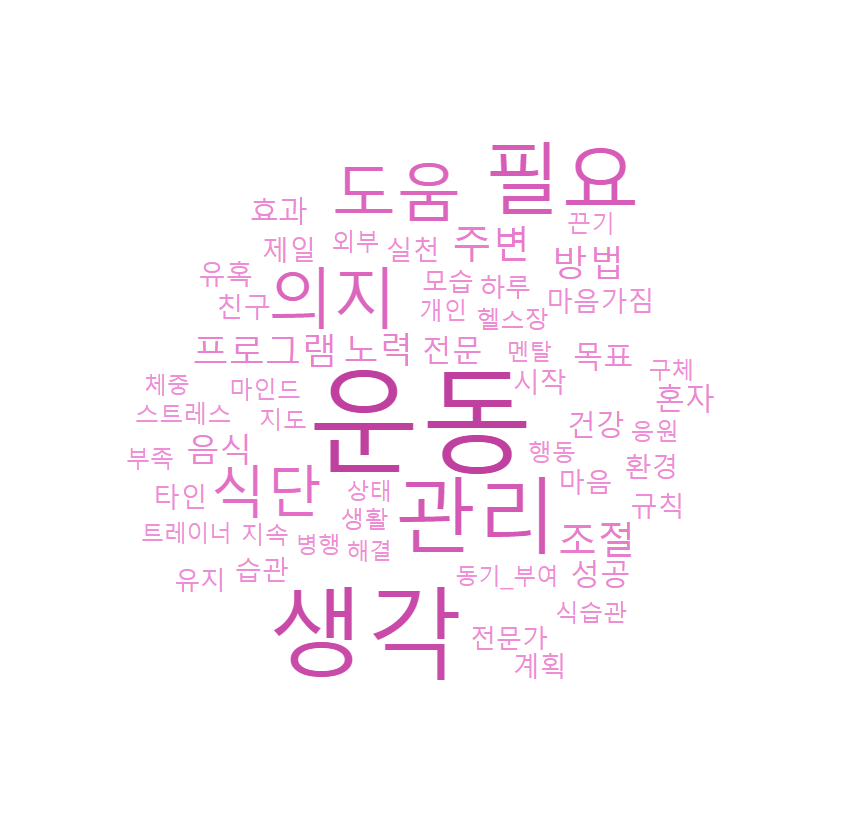 필요
도움
효과
끈기
주변
제일
외부
실천
방법
유혹
의지
모습
하루
마음가짐
친구
개인
헬스장
프로그램
노력
전문
멘탈
목표
구체
운동
시작
체중
마인드
혼자
스트레스
지도
건강
응원
부족
음식
행동
환경
마음
타인
식단
상태
관리
규칙
생활
트레이너
지속
병행
해결
조절
유지
습관
동기_부여
성공
생각
식습관
전문가
계획